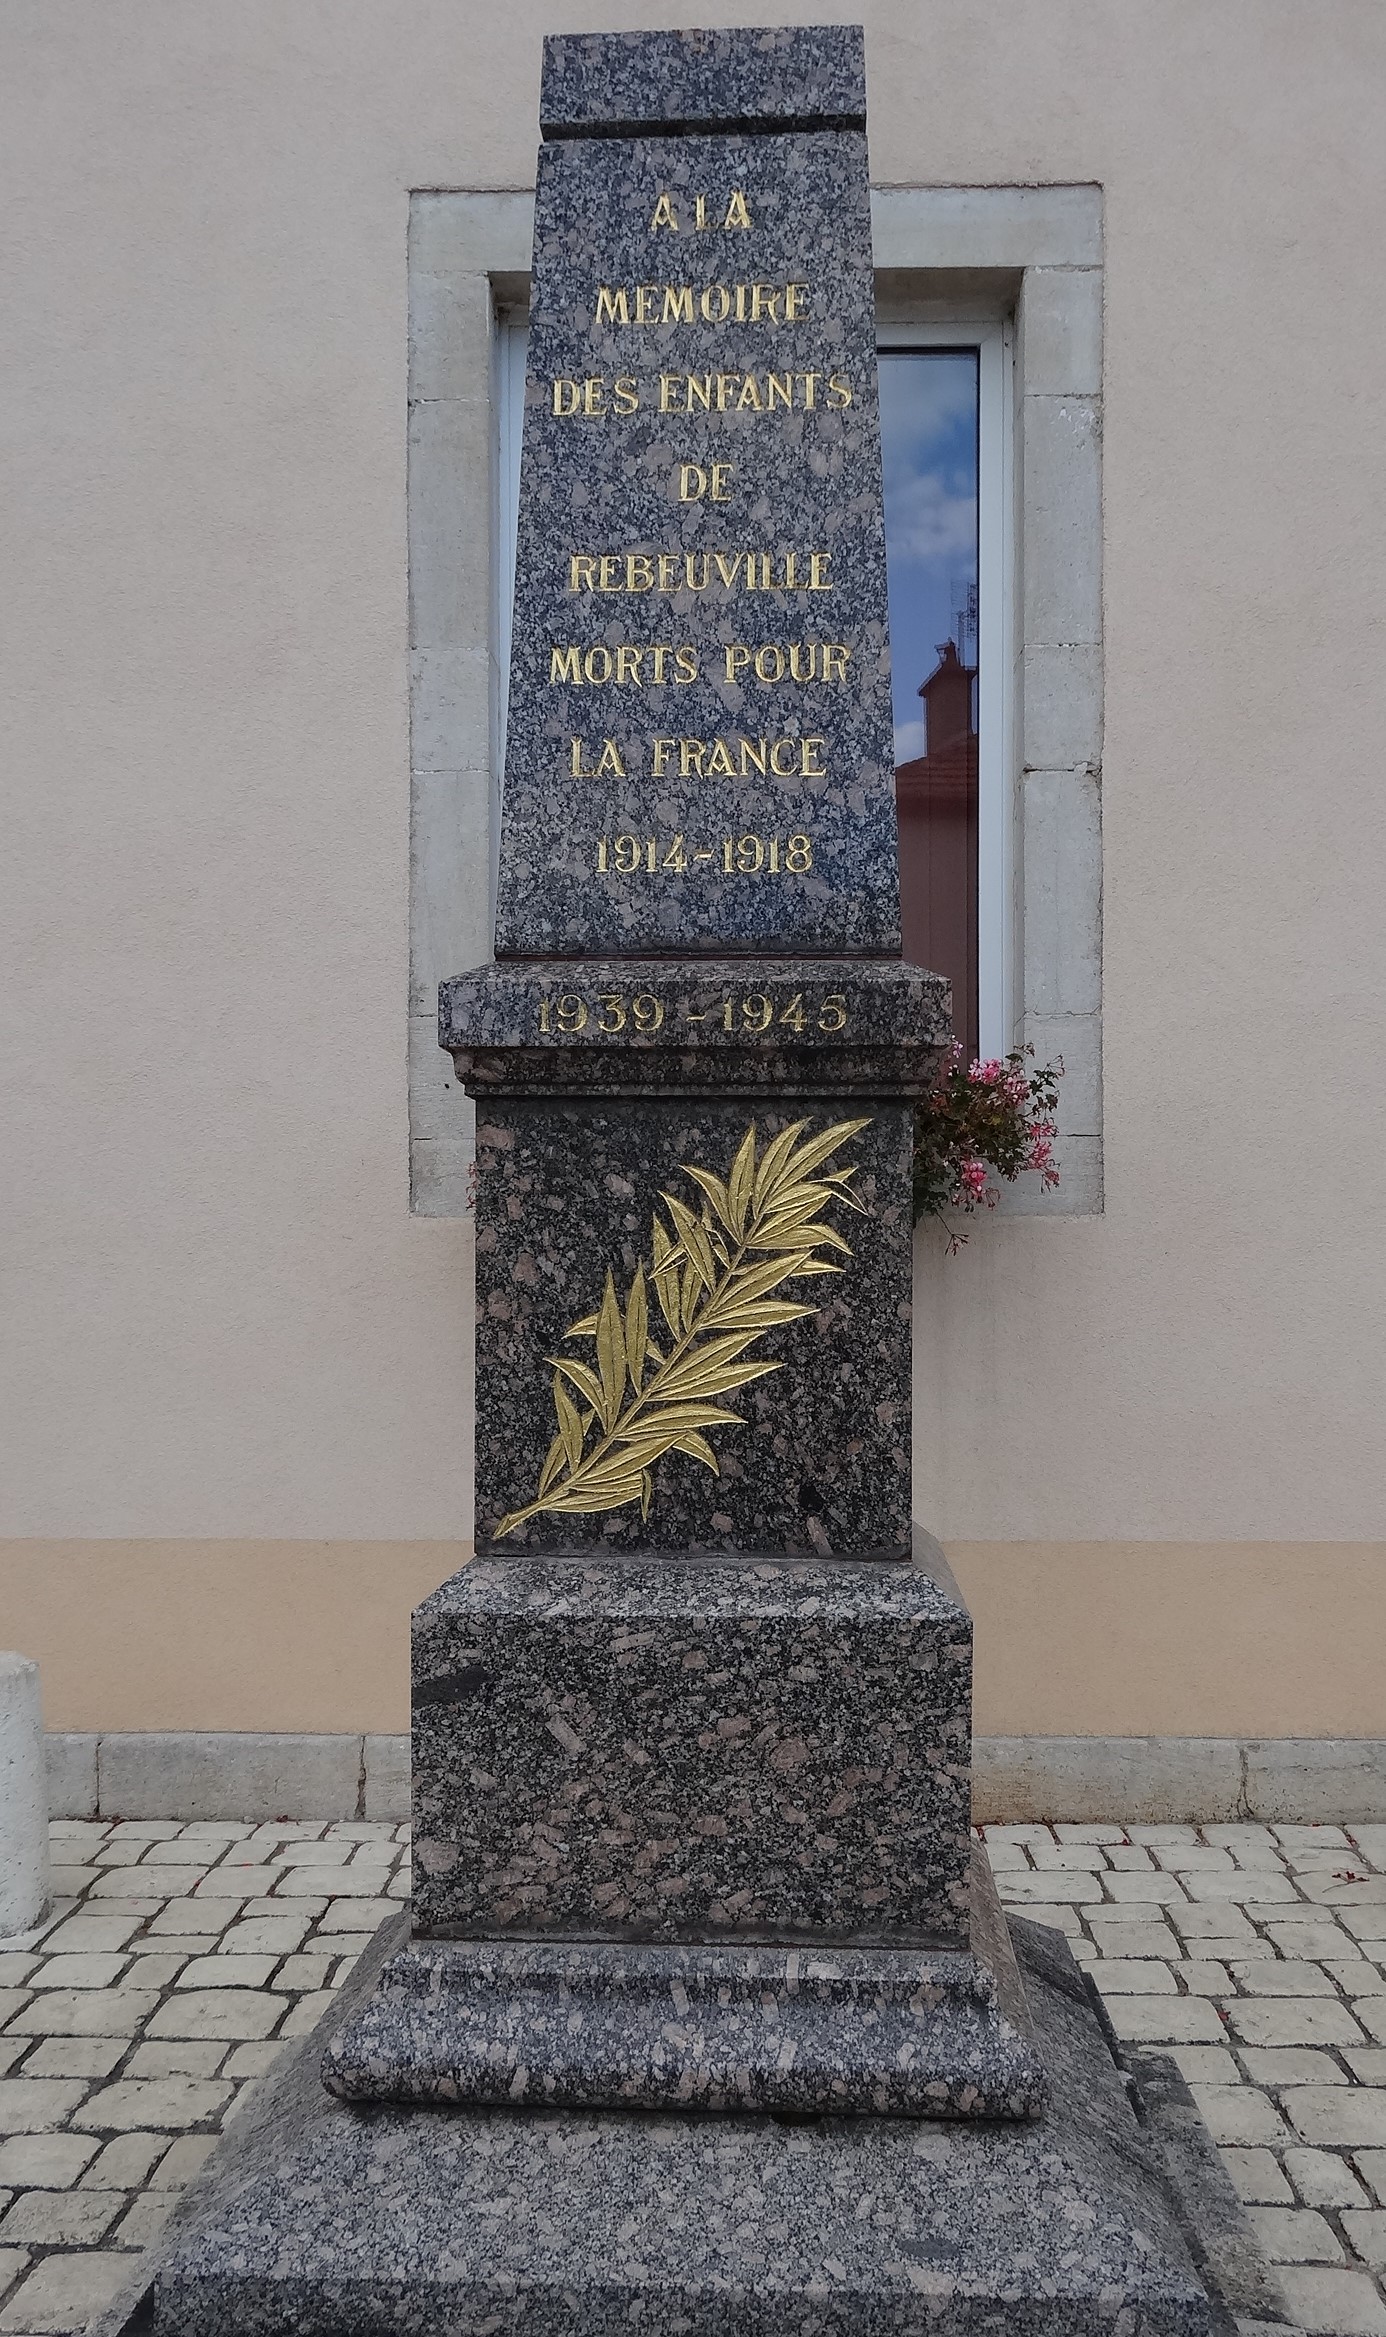 A LA
MEMOIRE
DES ENFANTS
DE
REBEUVILLE
MORTS POUR
LA FRANCE
1914-1918
1939-1945